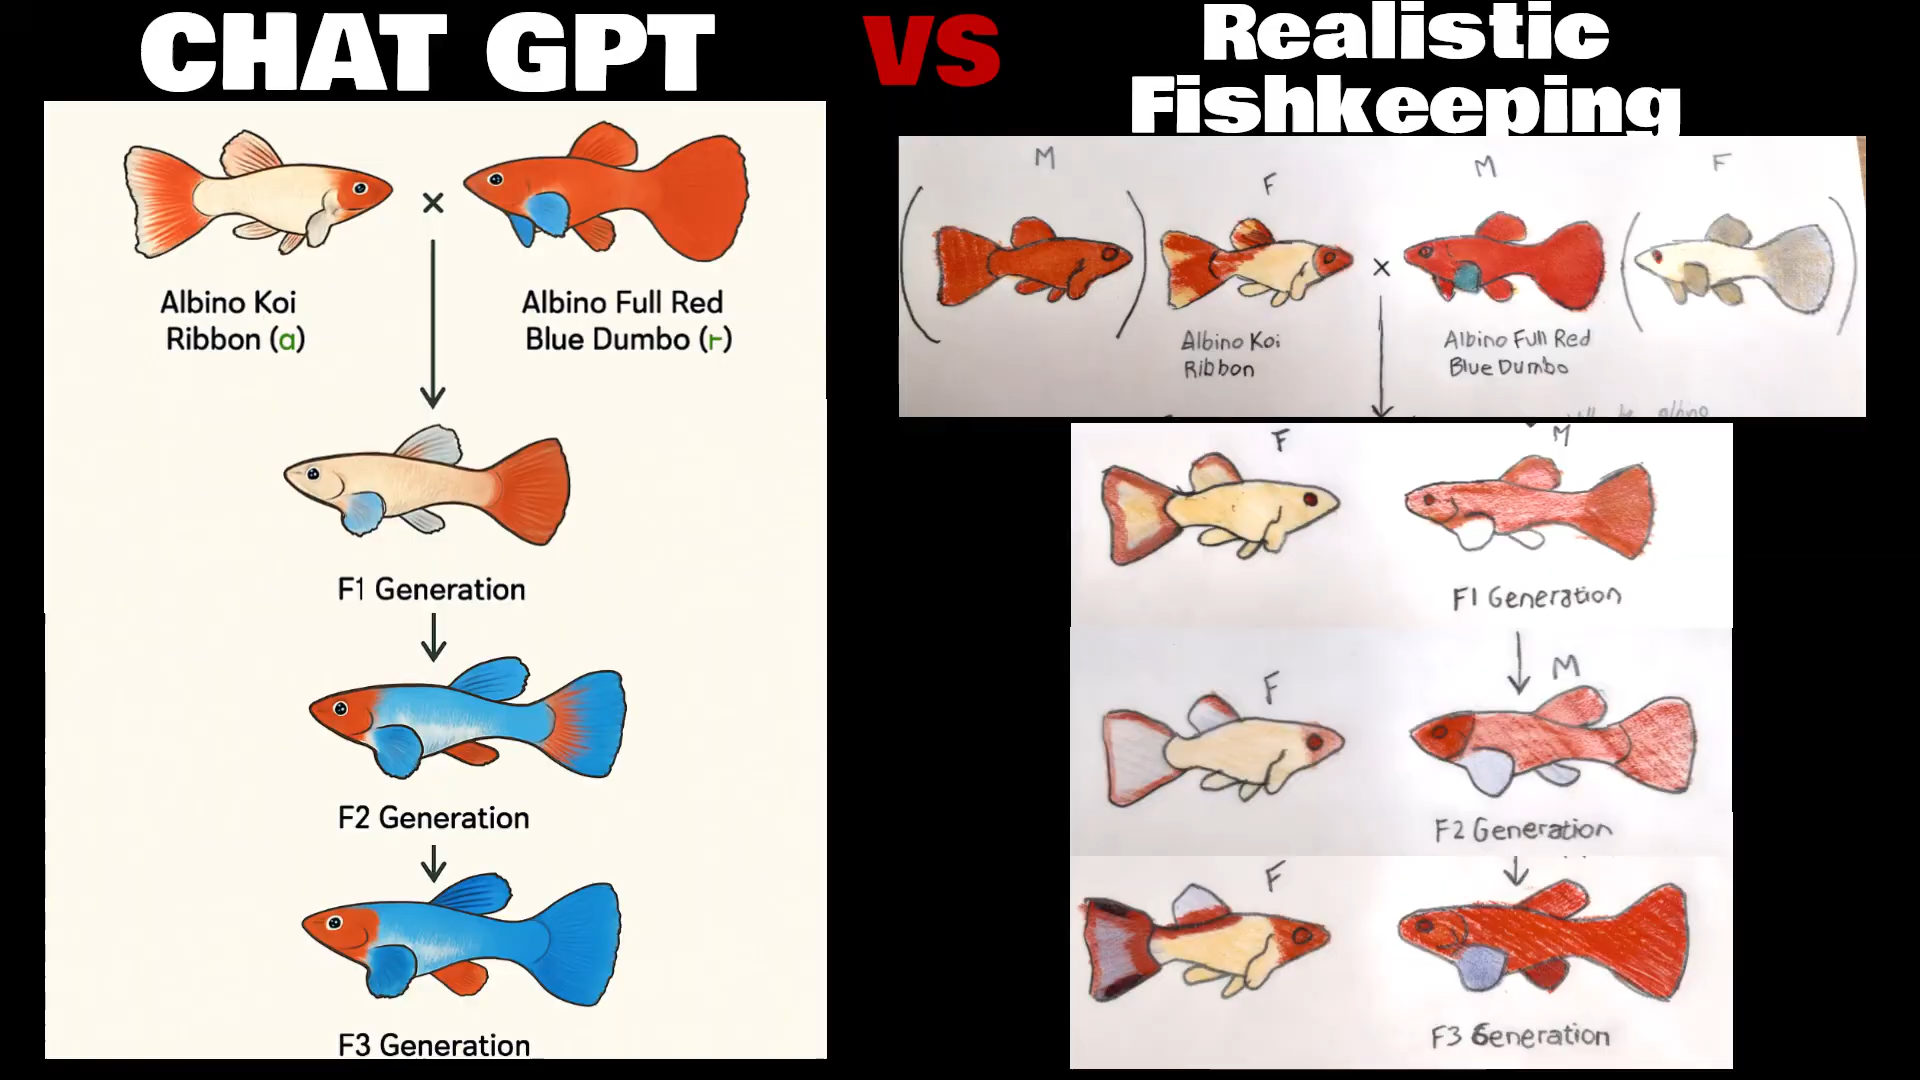 CHAT GPT
VS
Realistic
Fishkeeping
×
Albino Koi
Ribbon (a)
Albino Full Red
Blue Dumbo (r)
F1 Generation
F2 Generation
F3 Generation
M
F
M
F
×
Albino Koi
Ribbon
Albino Full Red
Blue Dumbo
albino
F
M
F1 Generation
F
M
F2 Generation
F
F3 Generation